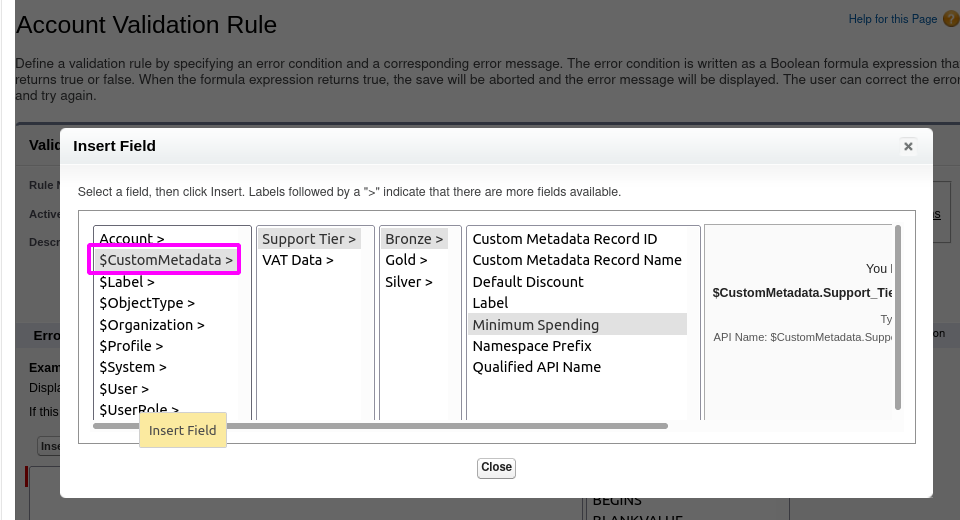 Account Validation Rule
Help for this Page
Define a validation rule by specifying an error condition and a corresponding error message. The error condition is written as a Boolean formula expression
returns true or false. When the formula expression returns true, the save will be aborted and the error message will be displayed. The user can correct the
and try again.
Insert Field
Select a field, then click Insert. Labels followed by a ">" indicate that there are more fields available.
Account >
$CustomMetadata >
$Label >
$ObjectType >
$Organization >
$Profile >
$System >
$User >
$UserRole >
Support Tier >
VAT Data >
Bronze >
Gold >
Silver >
Custom Metadata Record ID
Custom Metadata Record Name
Default Discount
Label
Minimum Spending
Namespace Prefix
Qualified API Name
You
$CustomMetadata.Support_Tie
Ty
API Name: $CustomMetadata.Supp
Insert Field
Close
Rule
Active
Descr
Erro
Exam
Displa
If this
Inse
BEGINS
BLANKVALUE